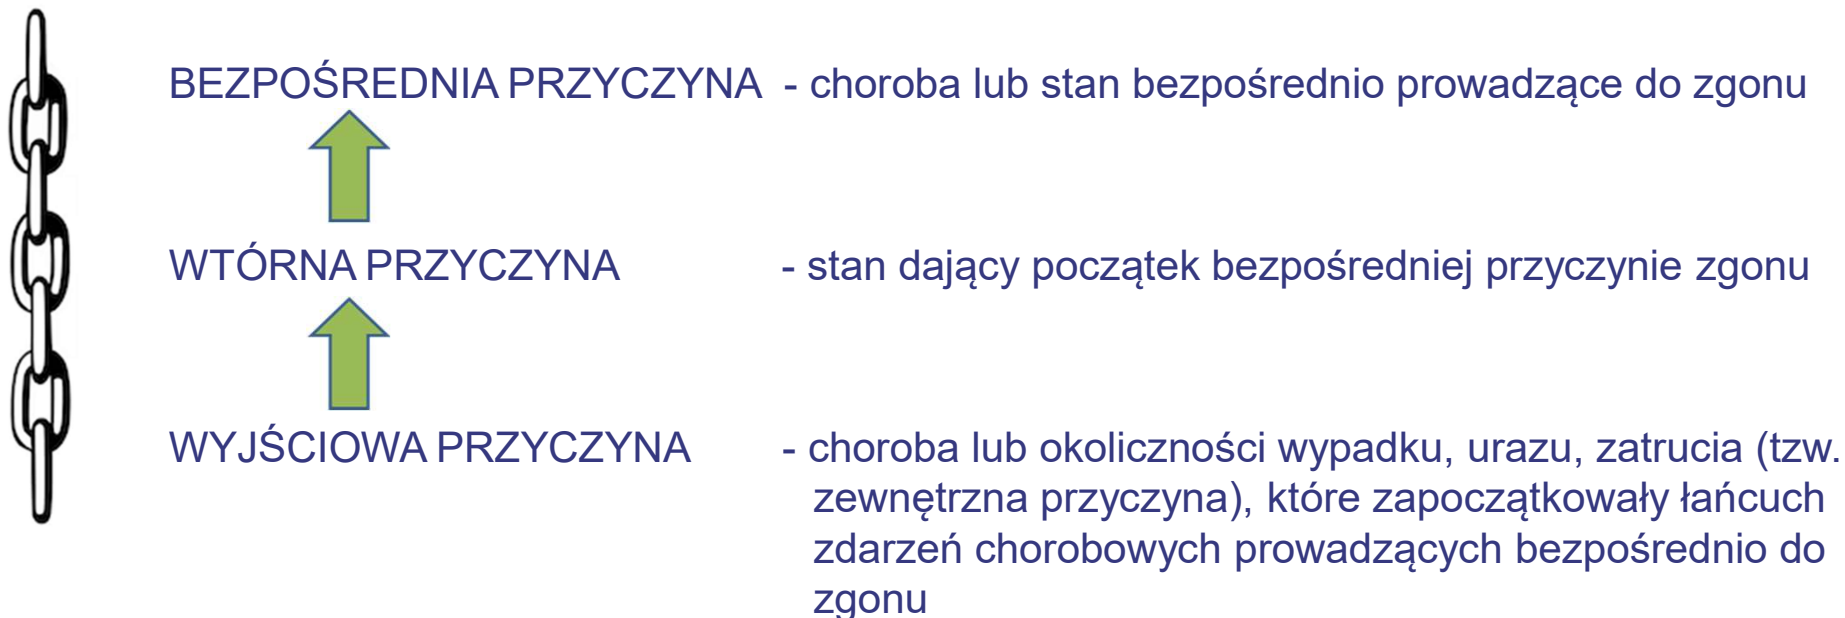 BEZPOŚREDNIA PRZYCZYNA - choroba lub stan bezpośrednio prowadzące do zgonu
WTÓRNA PRZYCZYNA - stan dający początek bezpośredniej przyczynie zgonu
WYJŚCIOWA PRZYCZYNA - choroba lub okoliczności wypadku, urazu, zatrucia (tzw.
zewnętrzna przyczyna), które zapoczątkowały łańcuch
zdarzeń chorobowych prowadzących bezpośrednio do
zgonu